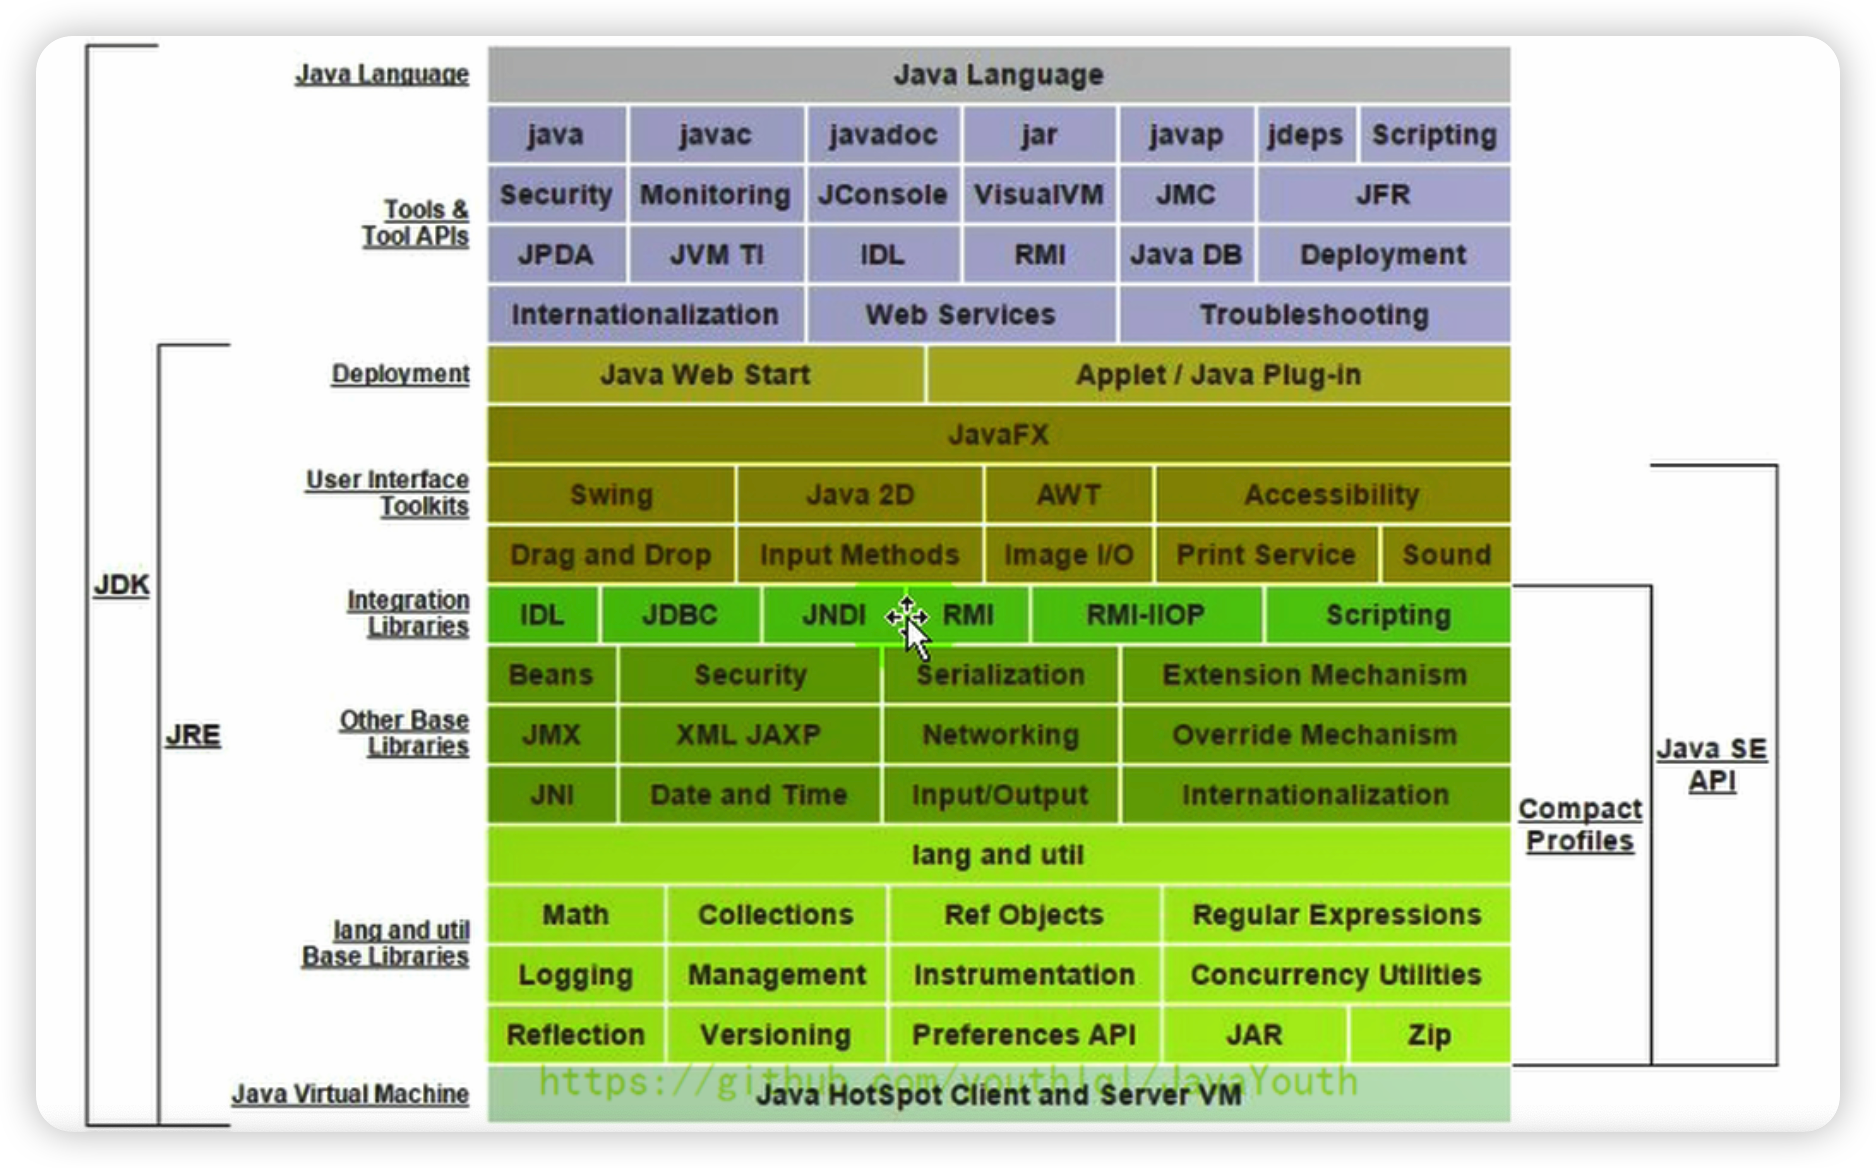 Java Language Java Language
java javac javadoc jar javap jdeps Scripting
Security Monitoring JConsole VisualVM JMC JFR
Tools &
Tool APIs
JPDA JVM TI IDL RMI Java DB Deployment
Internationalization Web Services Troubleshooting
Deployment Java Web Start Applet / Java Plug-in
JavaFX
User Interface
Toolkits
Swing Java 2D AWT Accessibility
Drag and Drop Input Methods Image I/O Print Service Sound
JDK
Integration
Libraries
IDL JDBC JNDI RMI RMI-IIOP Scripting
Beans Security Serialization Extension Mechanism
JRE
Other Base
Libraries
JMX XML JAXP Networking Override Mechanism
Java SE
API
JNI Date and Time Input/Output Internationalization
Compact
Profiles
lang and util
Math Collections Ref Objects Regular Expressions
lang and util
Base Libraries
Logging Management Instrumentation Concurrency Utilities
Reflection Versioning Preferences API JAR Zip
https://github.com/youthlql/JavaYouth
Java Virtual Machine Java HotSpot Client and Server VM